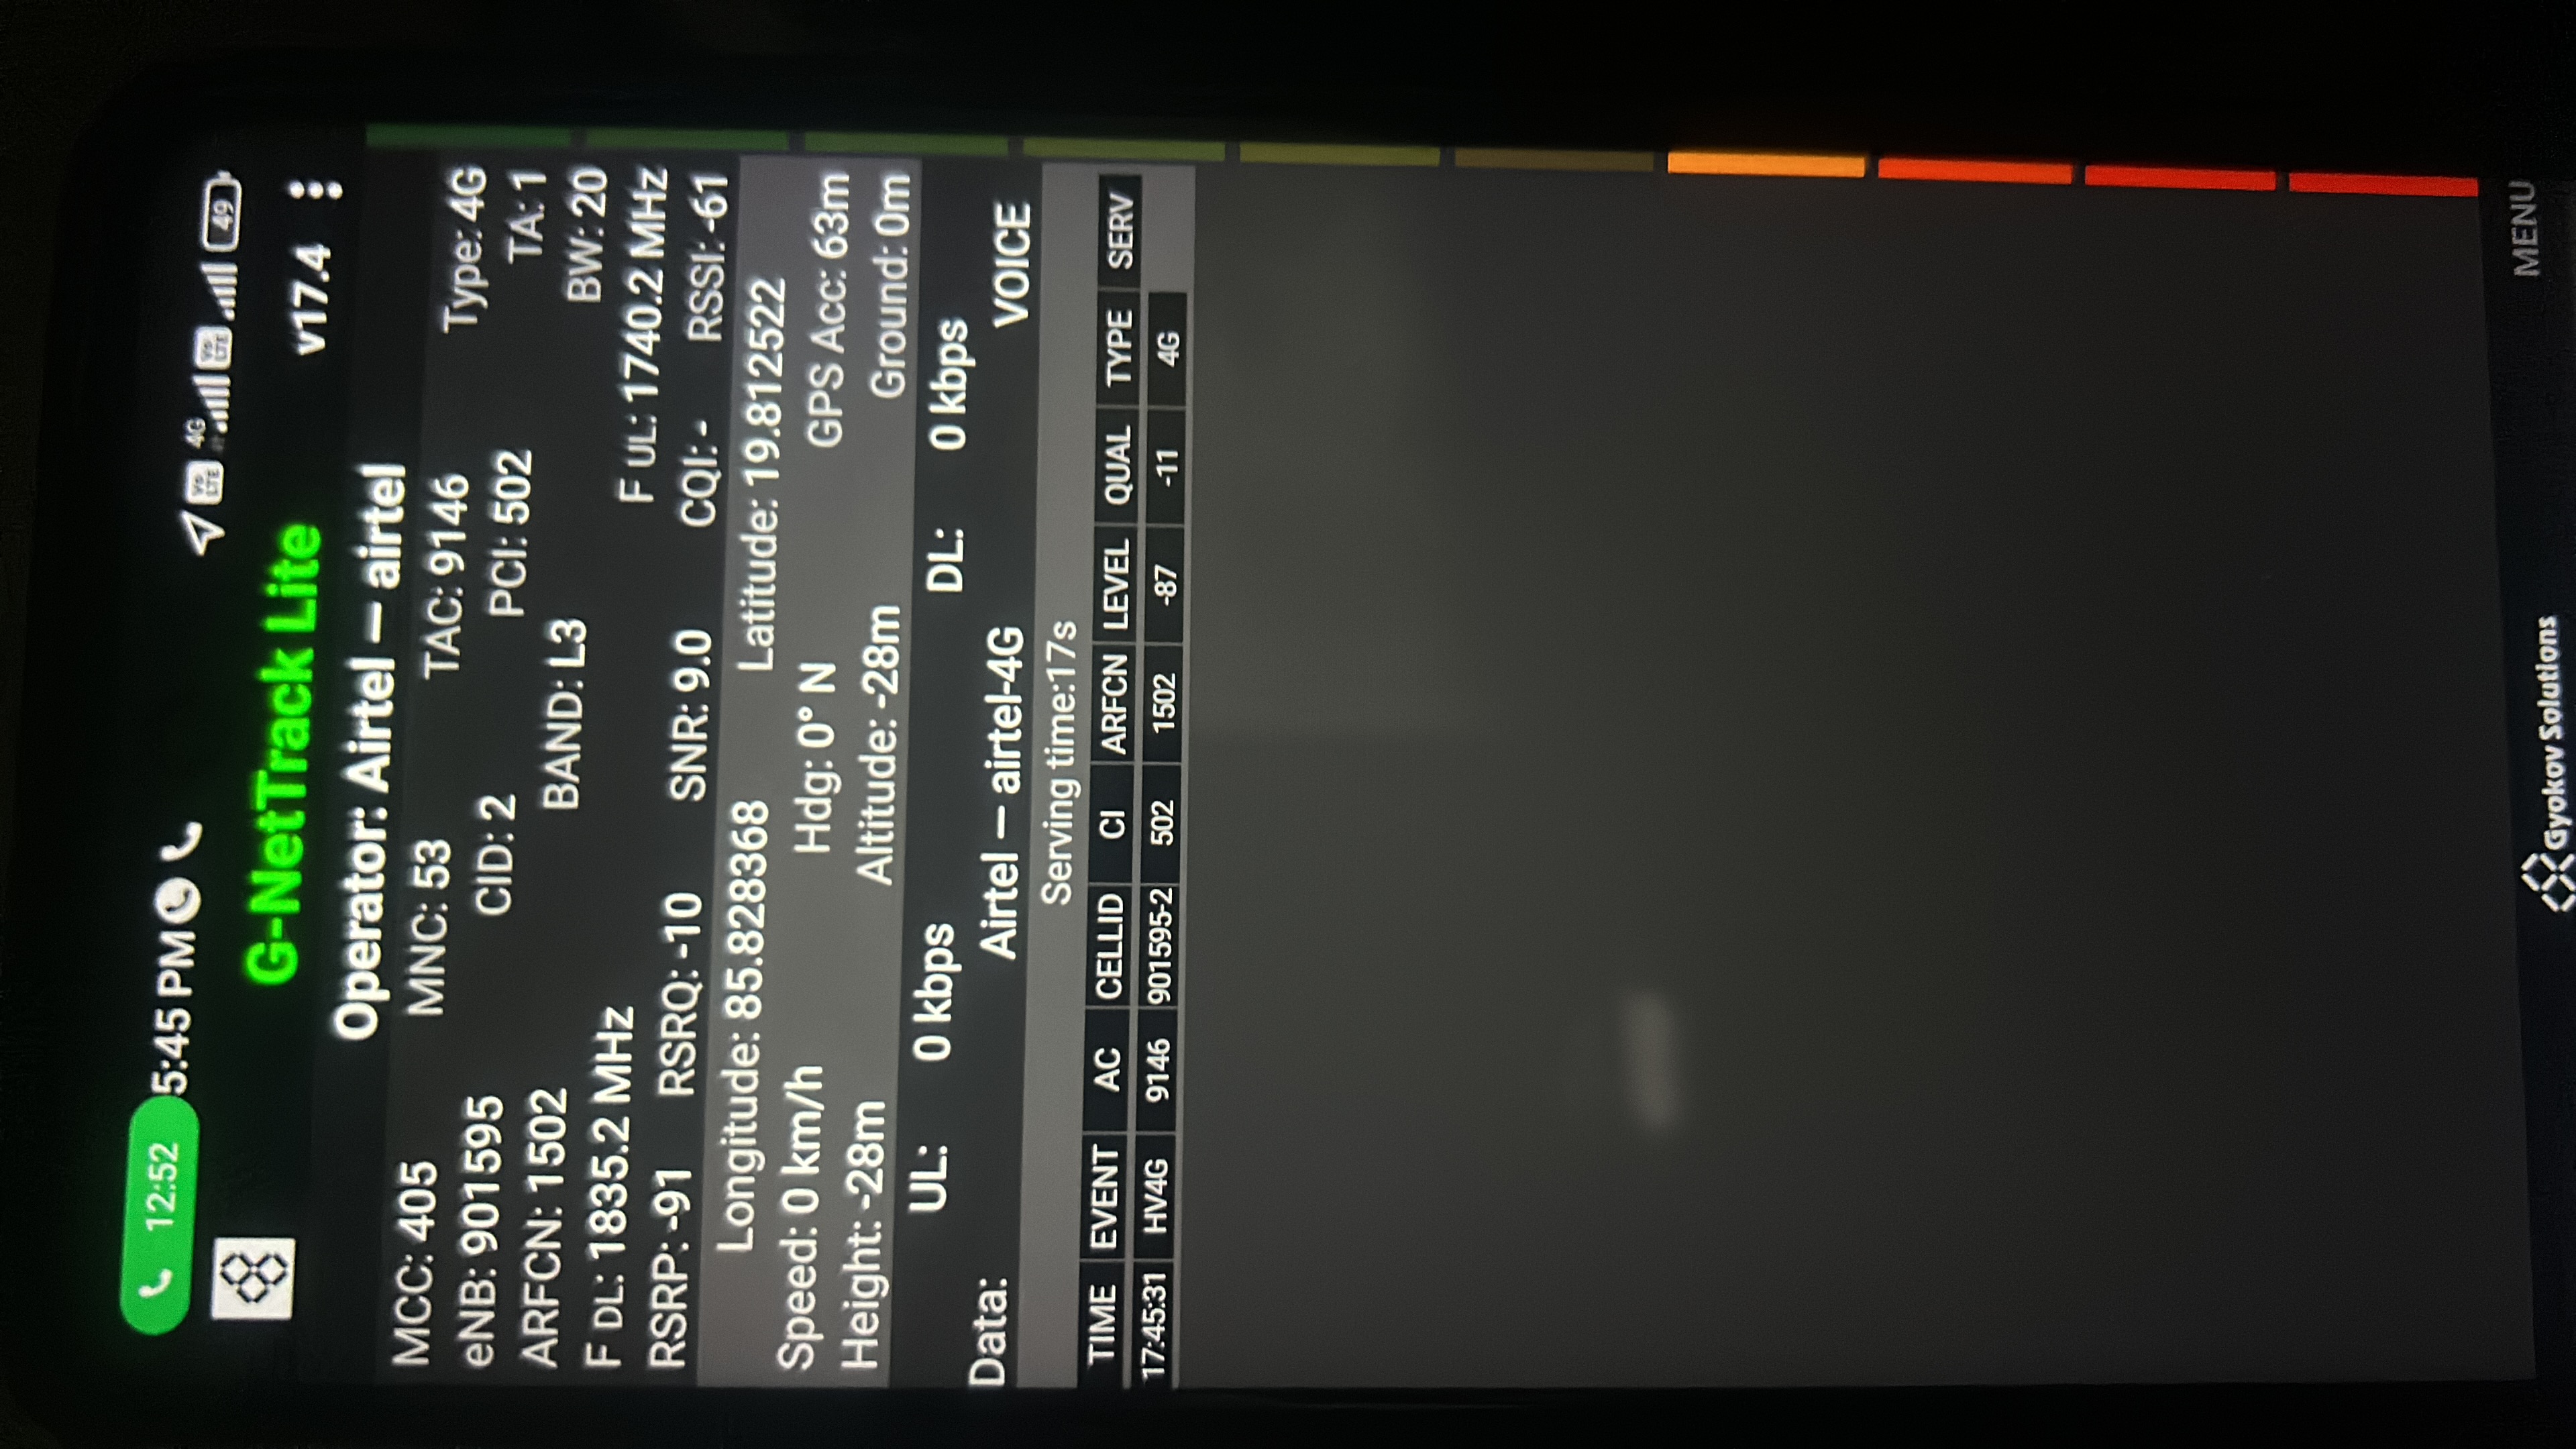 12:52 5:45 PM 4G Vo LTE Vo LTE 49
G-NetTrack Lite v17.4
Operator: Airtel — airtel
MCC: 405 MNC: 53 TAC: 9146 Type: 4G
eNB: 901595 CID: 2 PCI: 502 TA: 1
ARFCN: 1502 BAND: L3 BW: 20
F DL: 1835.2 MHz F UL: 1740.2 MHz
RSRP: -91 RSRQ: -10 SNR: 9.0 CQI: - RSSI: -61
Longitude: 85.828368 Latitude: 19.812522
Speed: 0 km/h Hdg: 0° N GPS Acc: 63m
Height: -28m Altitude: -28m Ground: 0m
UL: 0 kbps DL: 0 kbps
Data: Airtel — airtel-4G VOICE
Serving time:17s
TIME EVENT AC CELLID CI ARFCN LEVEL QUAL TYPE SERV
17:45:31 HV4G 9146 901595-2 502 1502 -87 -11 4G
MENU
Gyokov Solutions